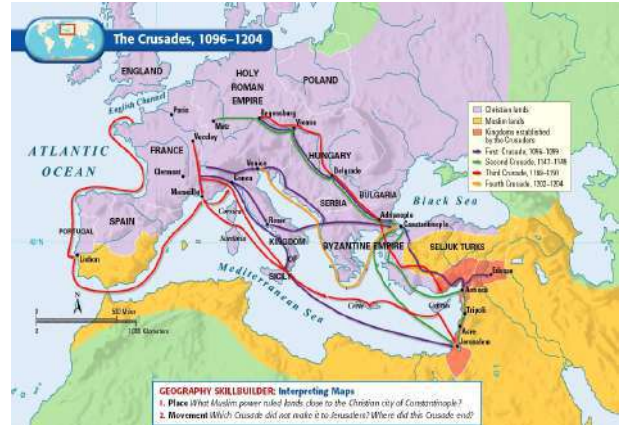 The Crusades, 1096–1204
ENGLAND
English Channel
HOLY
ROMAN
EMPIRE
POLAND
Paris
Metz
Regensburg
Vienna
ATLANTIC
OCEAN
FRANCE
Vezelay
Clermont
Venice
Genoa
HUNGARY
Belgrade
Marseille
SERBIA
BULGARIA
Black Sea
Corsica
Rome
Adrianople
Constantinople
PORTUGAL
SPAIN
Lisbon
Sardinia
KINGDOM
OF
SICILY
BYZANTINE EMPIRE
SELJUK TURKS
Edessa
Antioch
Mediterranean Sea
Crete
Cyprus
Tripoli
Acre
Jerusalem
40°N
N
0
500 Miles
0
1,000 Kilometers
Christian lands
Muslim lands
Kingdoms established
by the Crusaders
First Crusade, 1096–1099
Second Crusade, 1147–1149
Third Crusade, 1189–1191
Fourth Crusade, 1202–1204
GEOGRAPHY SKILLBUILDER: Interpreting Maps
1. Place What Muslim power ruled lands close to the Christian city of Constantinople?
2. Movement Which Crusade did not make it to Jerusalem? Where did this Crusade end?